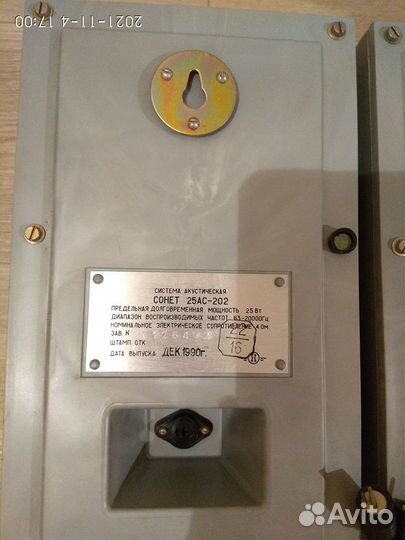 2021-11-4 17:00
СИСТЕМА АКУСТИЧЕСКАЯ
СОНЕТ 25АС-202
ПРЕДЕЛЬНАЯ ДОЛГОВРЕМЕННАЯ МОЩНОСТЬ 25 Вт
ДИАПАЗОН ВОСПРОИЗВОДИМЫХ ЧАСТОТ 63-20000Гц
НОМИНАЛЬНОЕ ЭЛЕКТРИЧЕСКОЕ СОПРОТИВЛЕНИЕ 4 Ом
ЗАВ. N
ШТАМП ОТК
22
16
ДАТА ВЫПУСКА ДЕК 1990г.
Avito